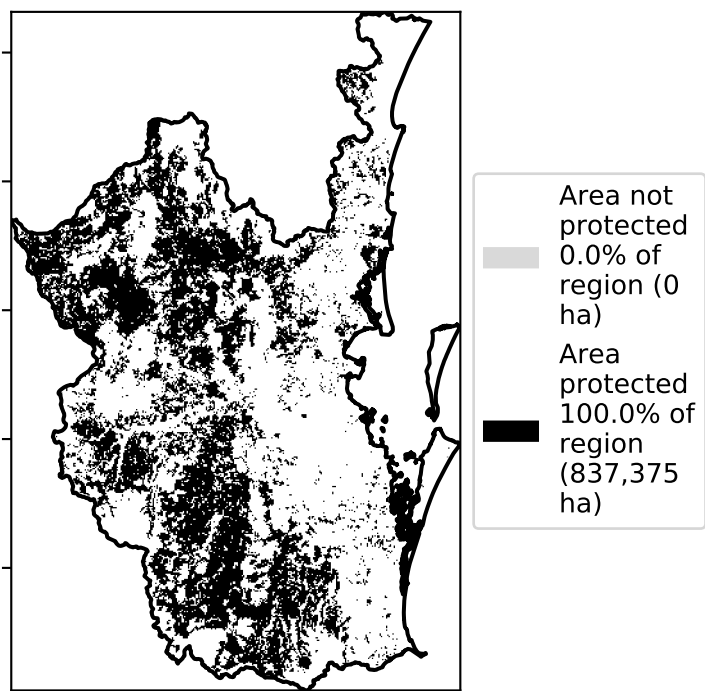 Area not
protected
0.0% of
region (0
ha)
Area
protected
100.0% of
region
(837,375
ha)